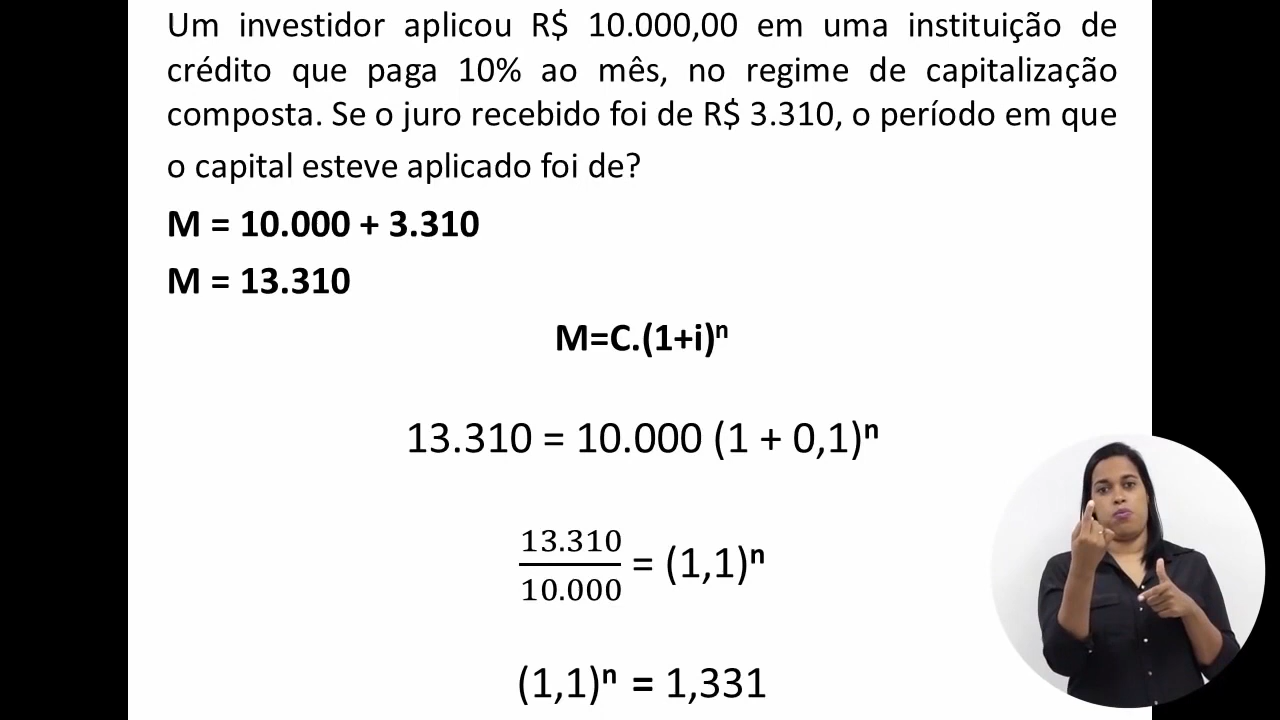 Um investidor aplicou R$ 10.000,00 em uma instituição de
crédito que paga 10% ao mês, no regime de capitalização
composta. Se o juro recebido foi de R$ 3.310, o período em que
o capital esteve aplicado foi de?
M = 10.000 + 3.310
M = 13.310
M=C.(1+i)ⁿ
13.310 = 10.000 (1 + 0,1)ⁿ
13.310
10.000
= (1,1)ⁿ
(1,1)ⁿ = 1,331